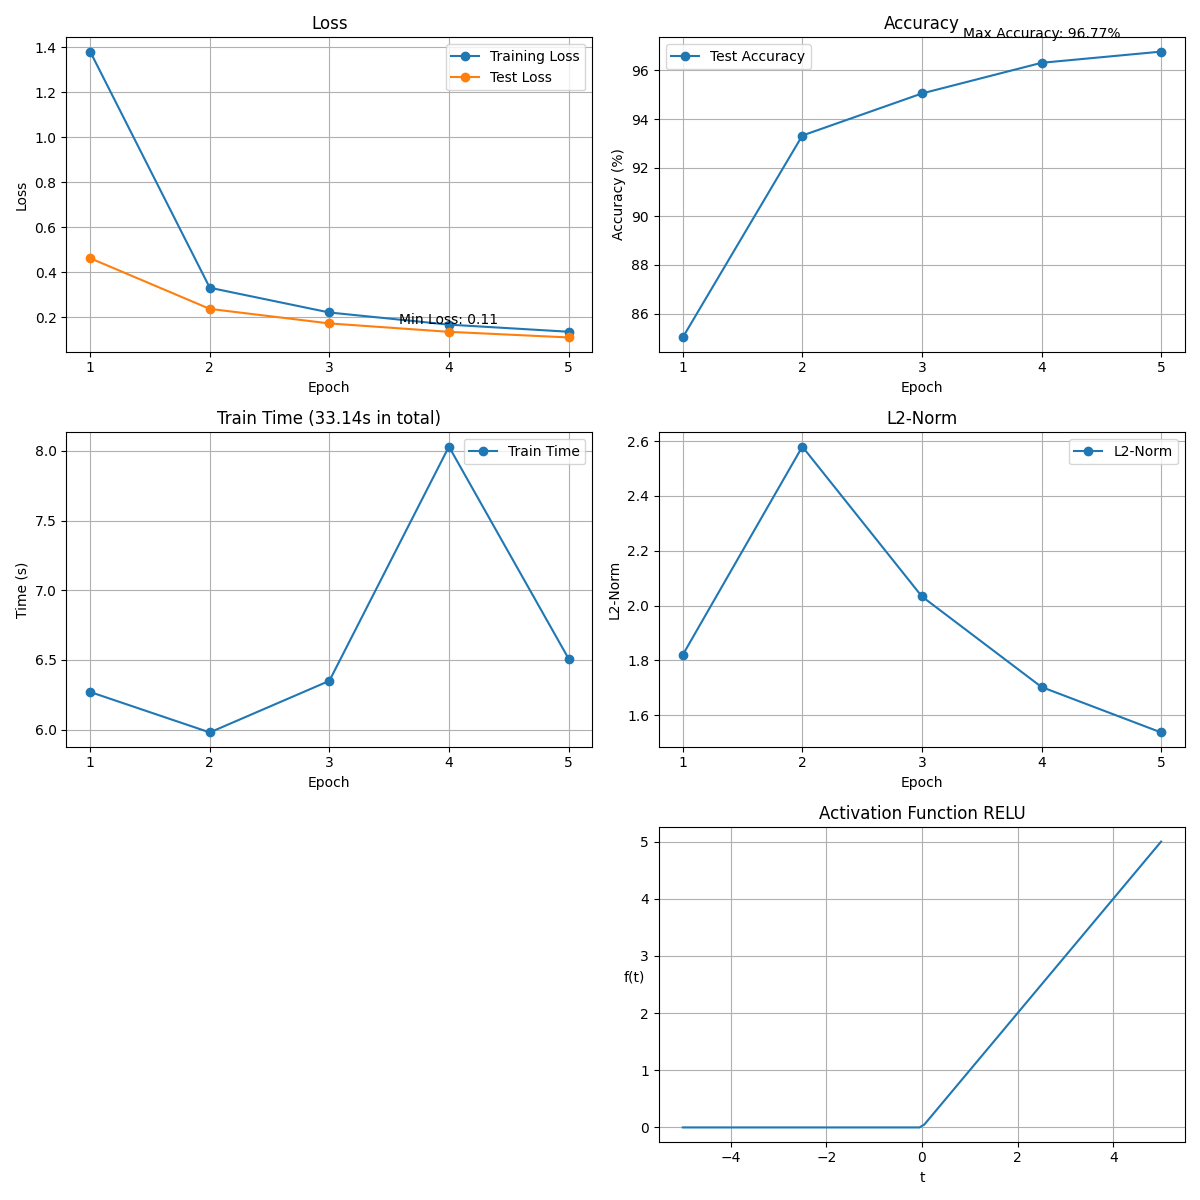 Loss
1.4
1.2
1.0
0.8
0.6
0.4
0.2
Loss
Training Loss
Test Loss
Min Loss: 0.11
1 2 3 4 5
Epoch
Accuracy
Max Accuracy: 96.77%
Test Accuracy
96
94
92
90
88
86
Accuracy (%)
1 2 3 4 5
Epoch
Train Time (33.14s in total)
Train Time
8.0
7.5
7.0
6.5
6.0
Time (s)
1 2 3 4 5
Epoch
L2-Norm
L2-Norm
2.6
2.4
2.2
2.0
1.8
1.6
L2-Norm
1 2 3 4 5
Epoch
Activation Function RELU
5
4
3
2
1
0
f(t)
−4 −2 0 2 4
t